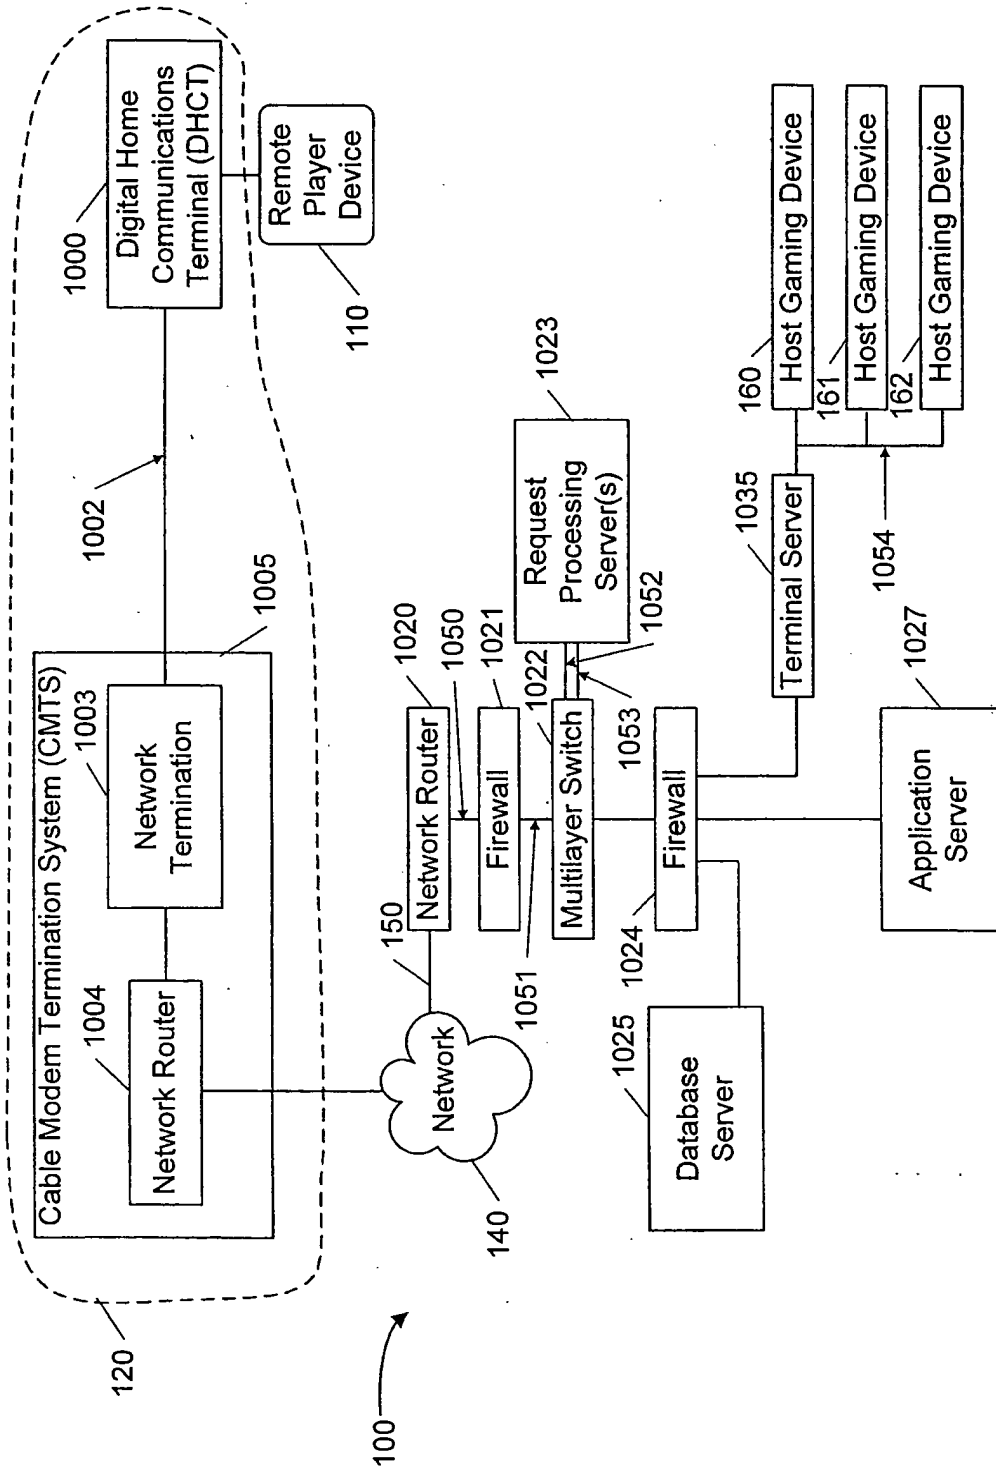 120
Cable Modem Termination System (CMTS)
1004
Network Router
1003
Network
Termination
1005
1002
1000
Digital Home
Communications
Terminal (DHCT)
Remote
Player
Device
110
100
140
Network
150
Network Router
1020
1050
Firewall
1021
1051
Multilayer Switch
1022
Request
Processing
Server(s)
1023
1052
1053
1024
Firewall
1025
Database
Server
Application
Server
1027
Terminal Server
1035
1054
160
Host Gaming Device
161
Host Gaming Device
162
Host Gaming Device